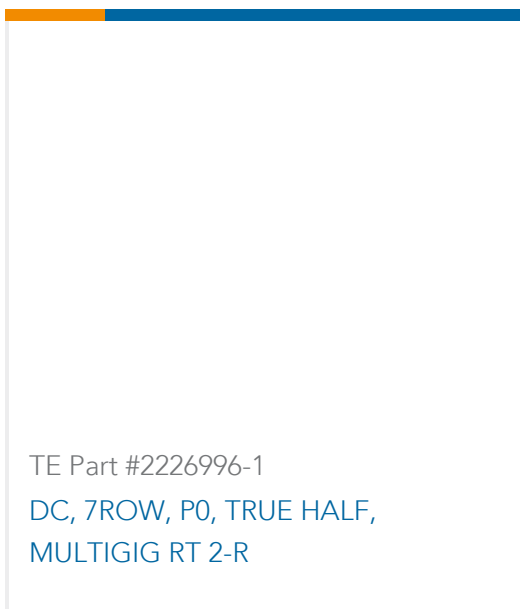 TE Part #2226996-1
DC, 7ROW, P0, TRUE HALF,
MULTIGIG RT 2-R